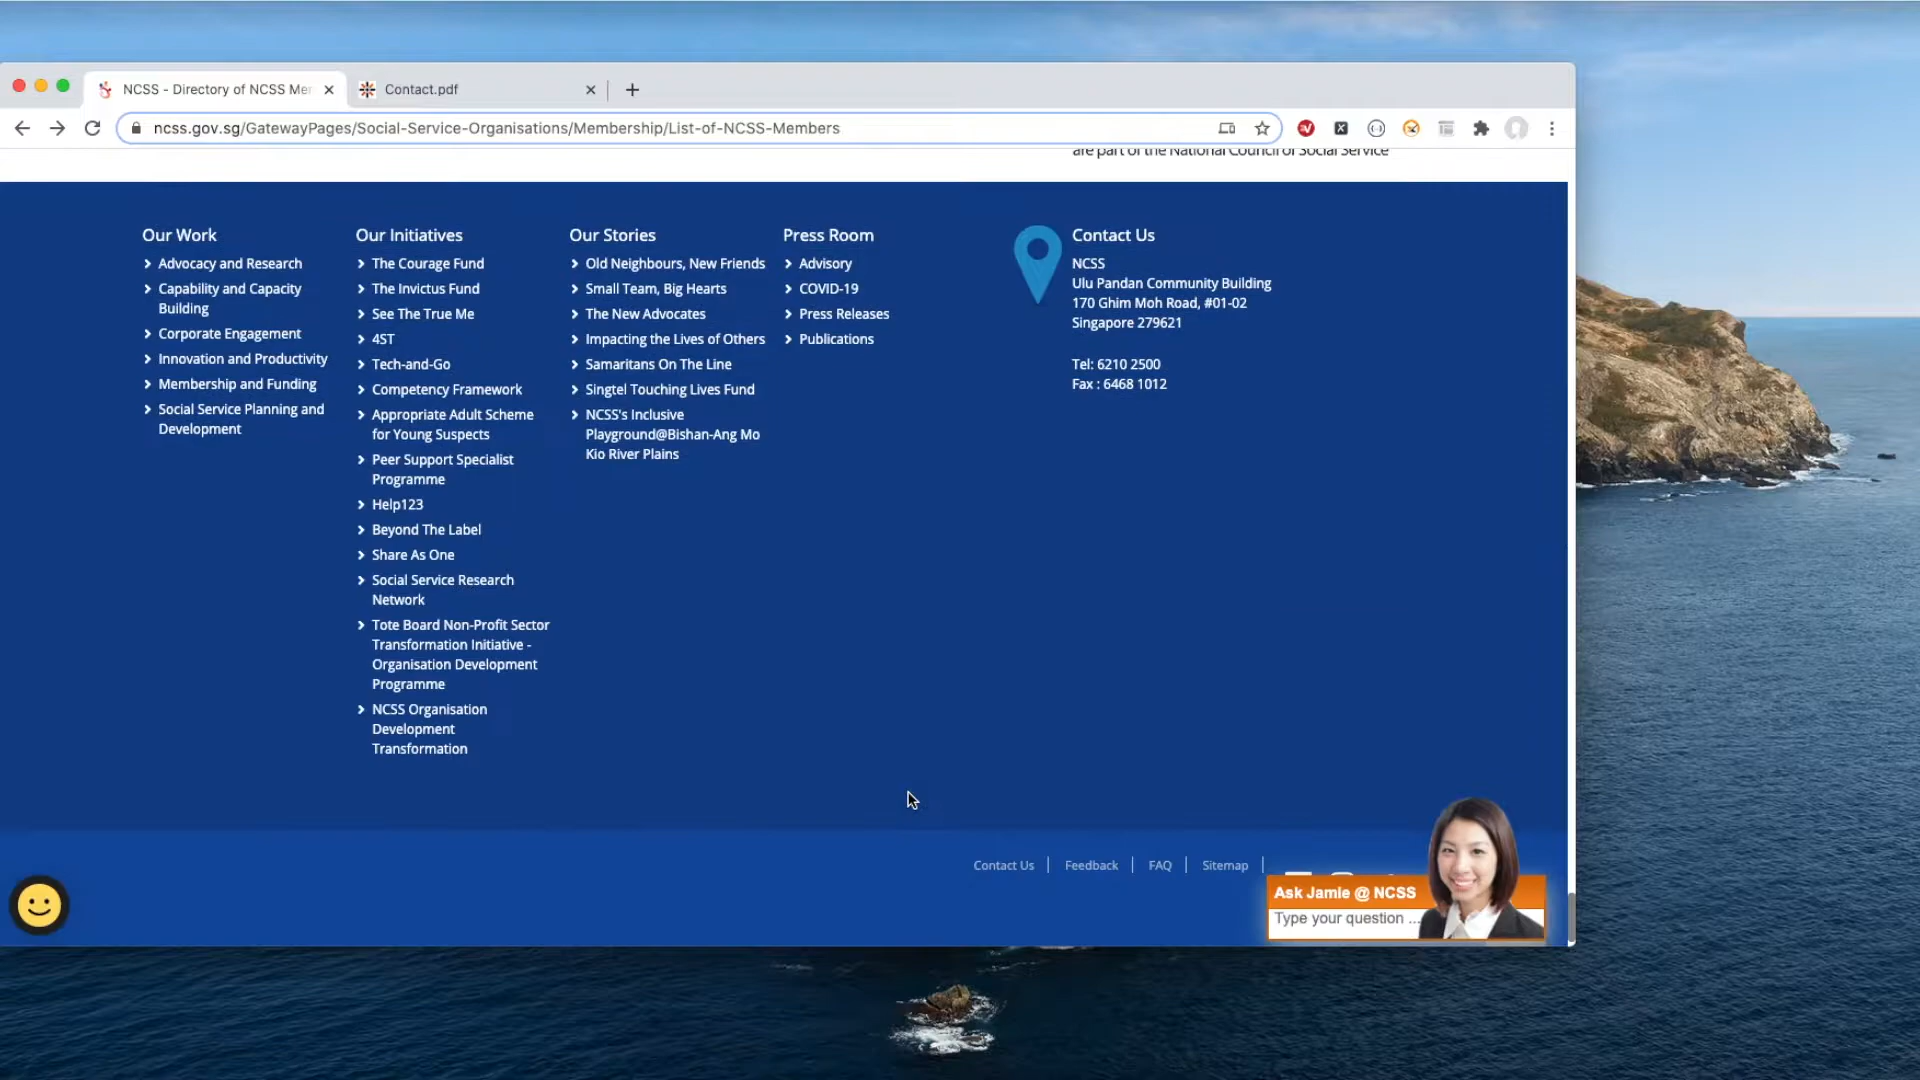 NCSS - Directory of NCSS Mer
Contact.pdf
ncss.gov.sg/GatewayPages/Social-Service-Organisations/Membership/List-of-NCSS-Members
are part of the National Council of Social Service
Our Work
Advocacy and Research
Capability and Capacity
Building
Corporate Engagement
Innovation and Productivity
Membership and Funding
Social Service Planning and
Development
Our Initiatives
The Courage Fund
The Invictus Fund
See The True Me
4ST
Tech-and-Go
Competency Framework
Appropriate Adult Scheme
for Young Suspects
Peer Support Specialist
Programme
Help123
Beyond The Label
Share As One
Social Service Research
Network
Tote Board Non-Profit Sector
Transformation Initiative -
Organisation Development
Programme
NCSS Organisation
Development
Transformation
Our Stories
Old Neighbours, New Friends
Small Team, Big Hearts
The New Advocates
Impacting the Lives of Others
Samaritans On The Line
Singtel Touching Lives Fund
NCSS's Inclusive
Playground@Bishan-Ang Mo
Kio River Plains
Press Room
Advisory
COVID-19
Press Releases
Publications
Contact Us
NCSS
Ulu Pandan Community Building
170 Ghim Moh Road, #01-02
Singapore 279621
Tel: 6210 2500
Fax : 6468 1012
Contact Us
Feedback
FAQ
Sitemap
Ask Jamie @ NCSS
Type your question ...